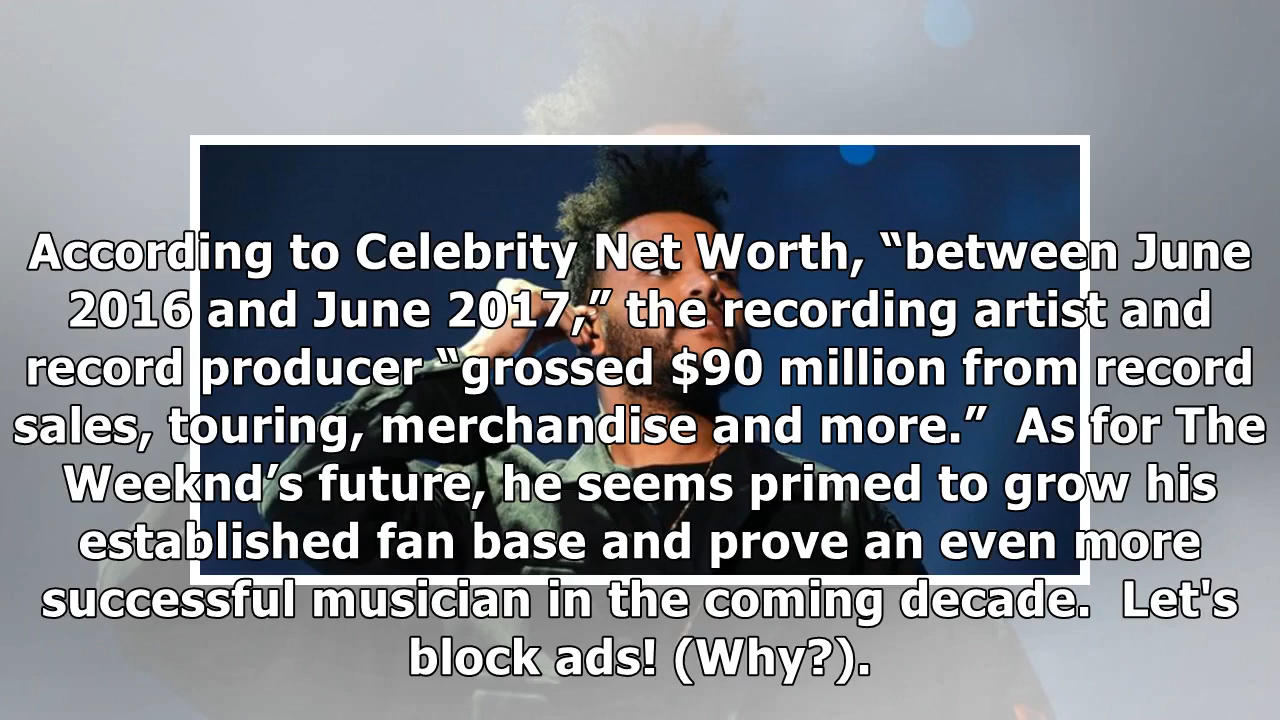 According to Celebrity Net Worth, “between June
2016 and June 2017,” the recording artist and
record producer “grossed $90 million from record
sales, touring, merchandise and more.”  As for The
Weeknd’s future, he seems primed to grow his
established fan base and prove an even more
successful musician in the coming decade.  Let's
block ads! (Why?).